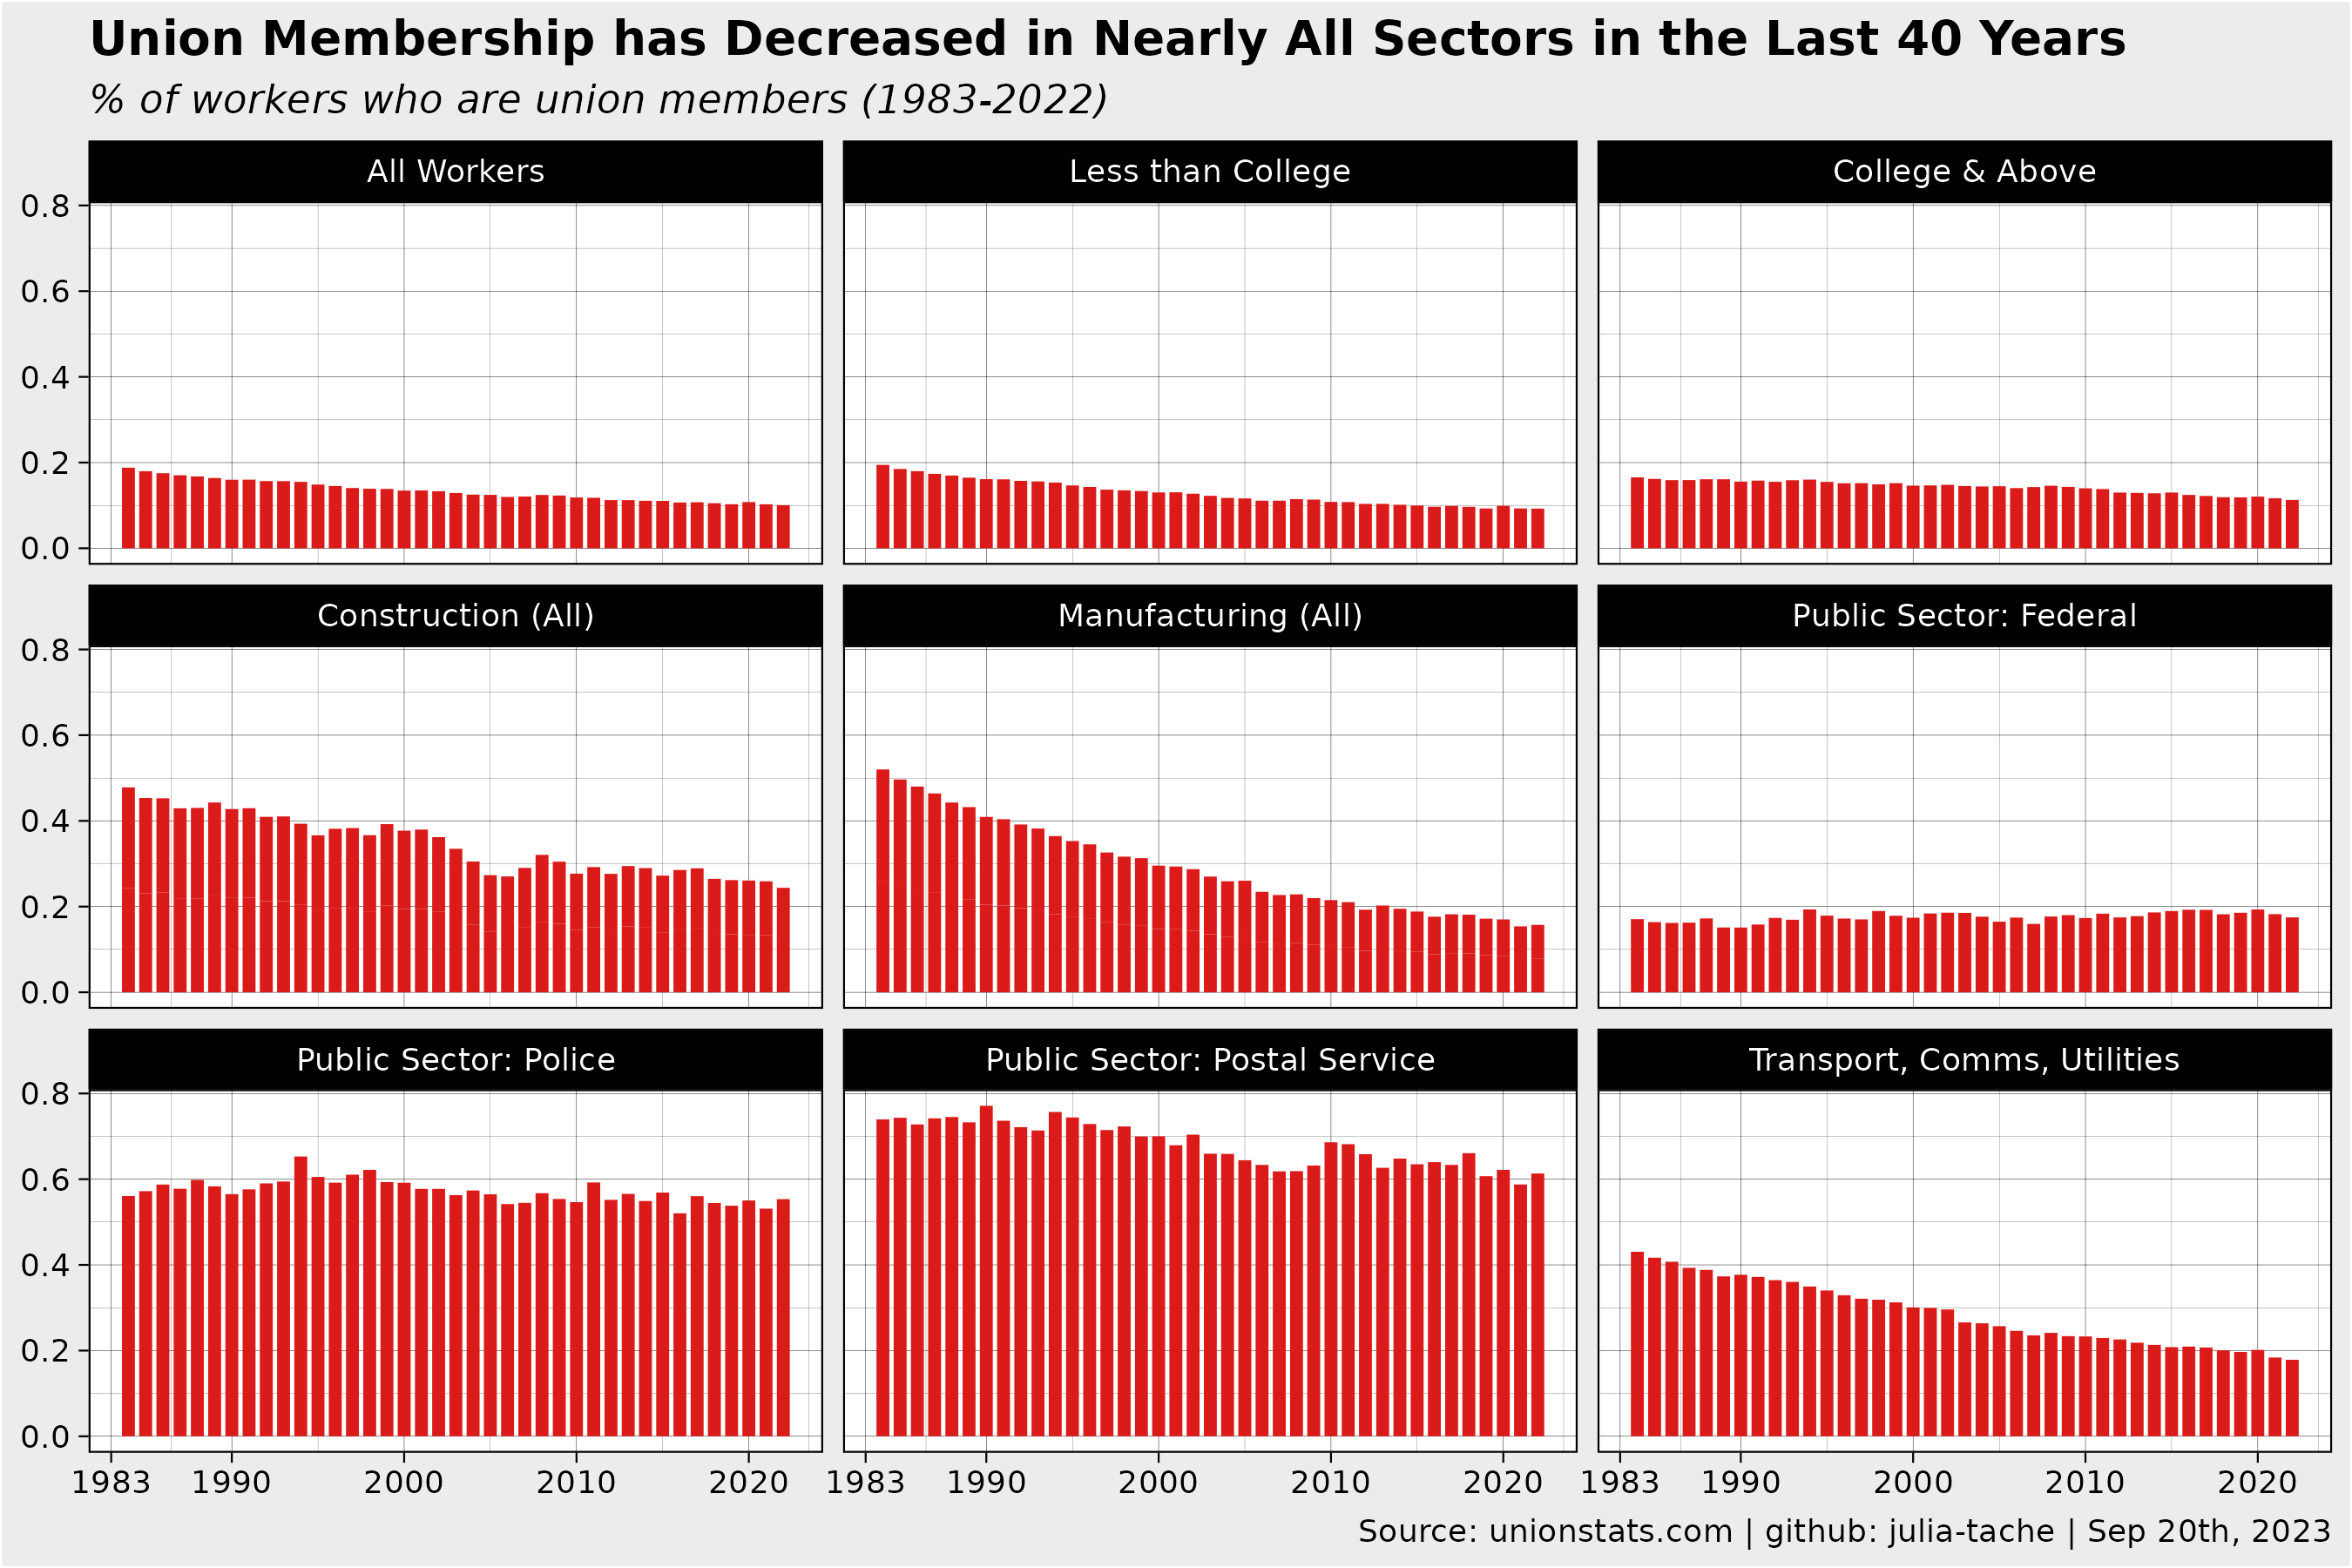 Union Membership has Decreased in Nearly All Sectors in the Last 40 Years
% of workers who are union members (1983-2022)
All Workers
Less than College
College & Above
0.8
0.6
0.4
0.2
0.0
Construction (All)
Manufacturing (All)
Public Sector: Federal
0.8
0.6
0.4
0.2
0.0
Public Sector: Police
Public Sector: Postal Service
Transport, Comms, Utilities
0.8
0.6
0.4
0.2
0.0
1983 1990 2000 2010 2020 1983 1990 2000 2010 2020 1983 1990 2000 2010 2020
Source: unionstats.com | github: julia-tache | Sep 20th, 2023